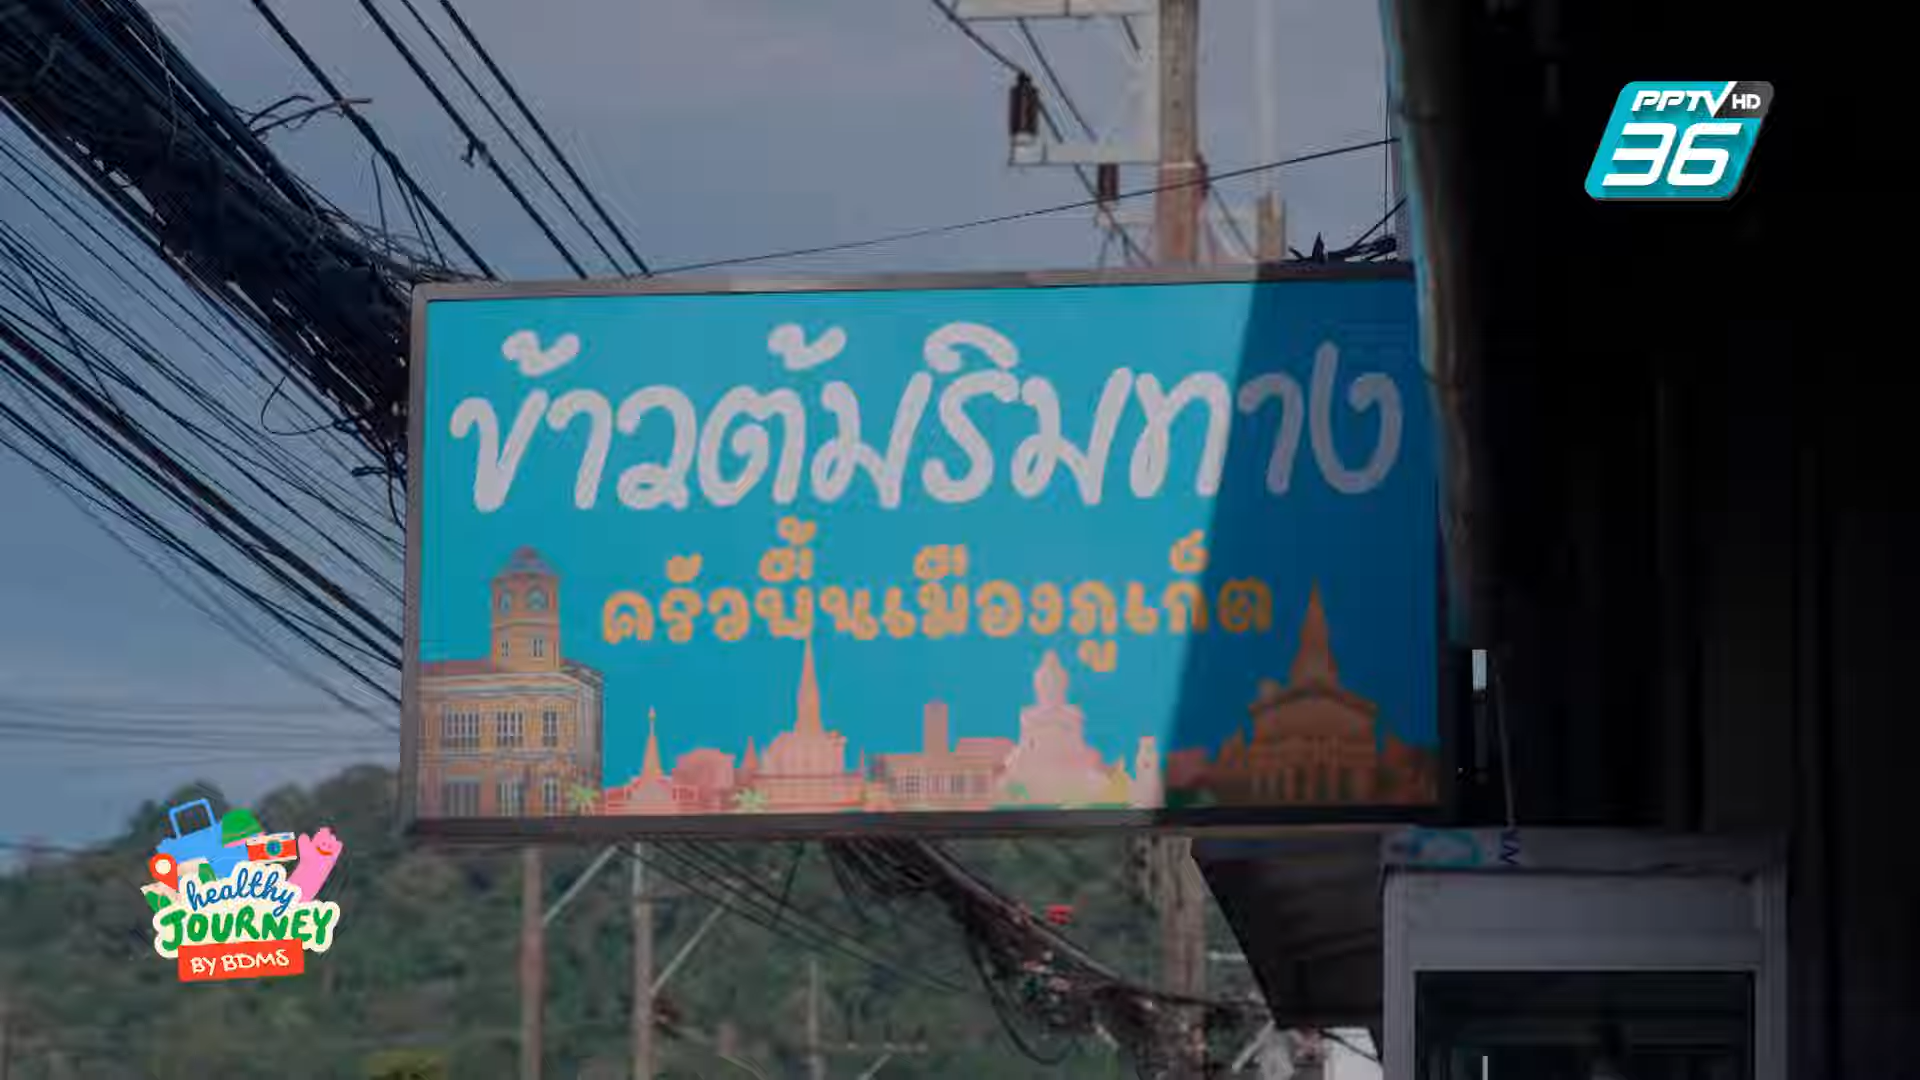 PPTV HD
36
ข้าวต้มริมทาง
ครัวพื้นเมืองภูเก็ต
healthy
JOURNEY
BY BDMS